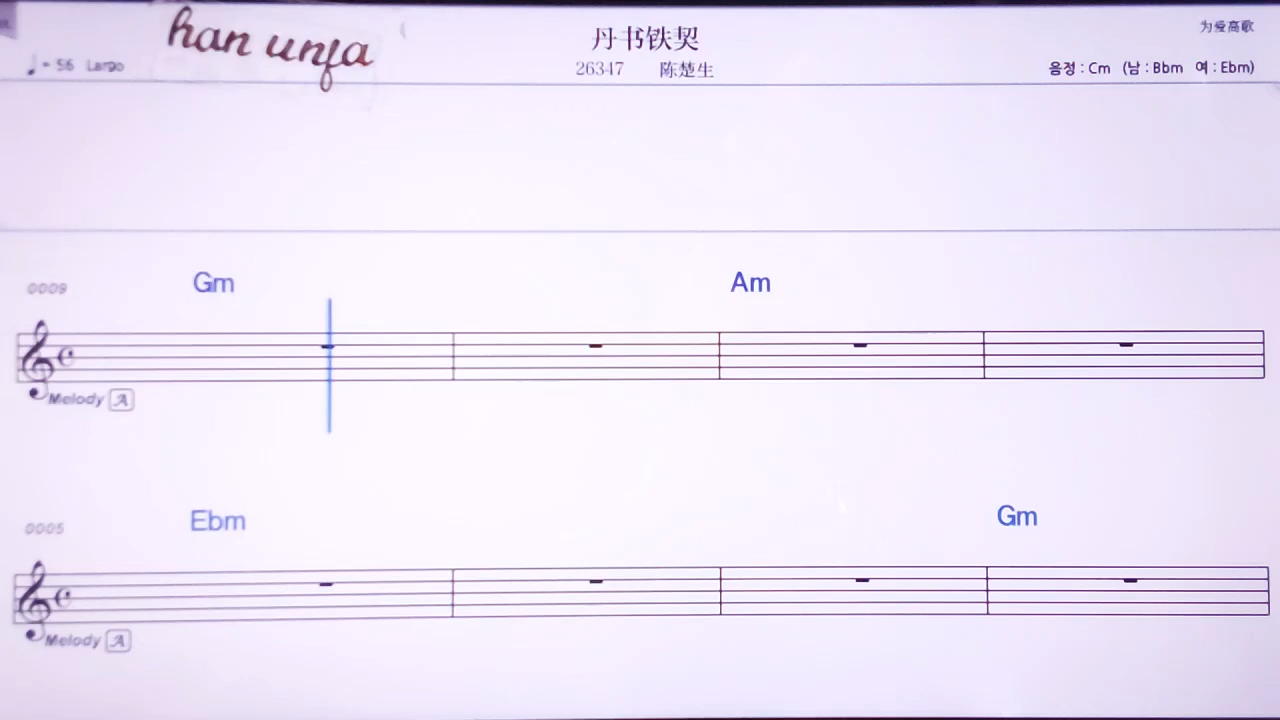 han unfa
丹书铁契
为爱高歌
♩ = 56 Largo
26347 陈楚生
음정 : Cm (남 : Bbm 여 : Ebm)
0009 Gm Am
Melody A
0005 Ebm Gm
Melody A